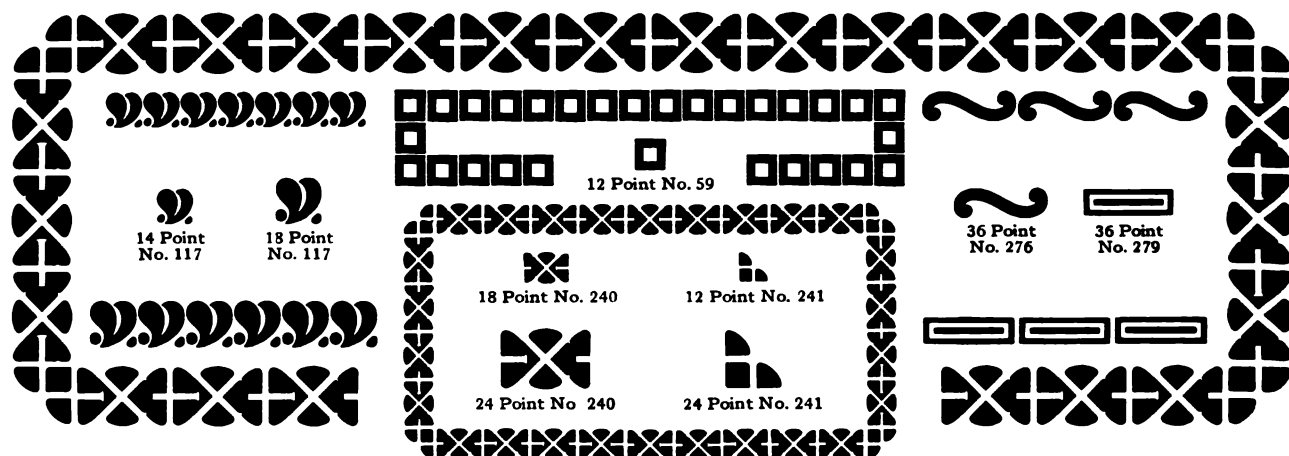 12 Point No. 59
14 Point
No. 117
18 Point
No. 117
36 Point
No. 276
36 Point
No. 279
18 Point No. 240
12 Point No. 241
24 Point No 240
24 Point No. 241